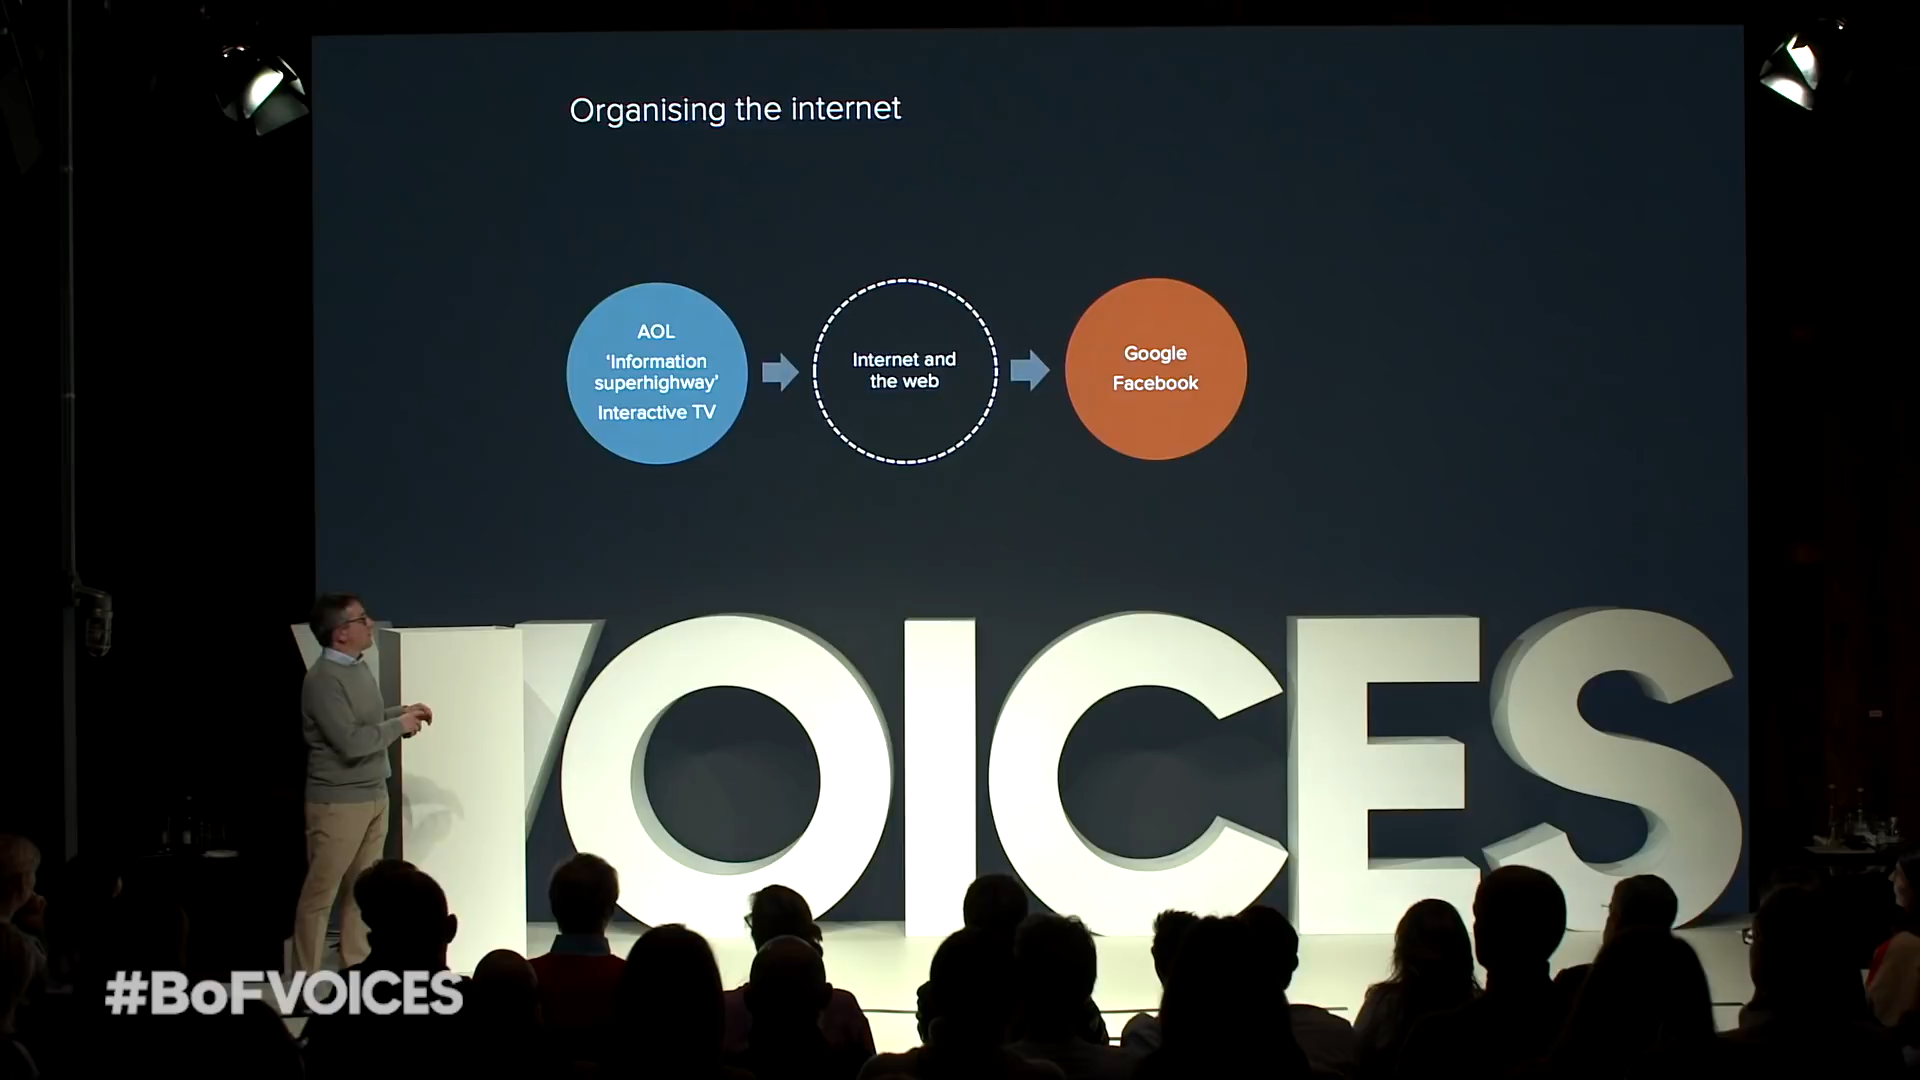 Organising the internet
AOL
‘Information
superhighway’
Interactive TV
Internet and
the web
Google
Facebook
VOICES
#BoFVOICES